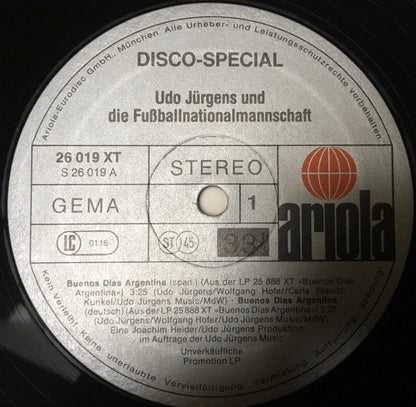 Ariola-Eurodisc GmbH., München. Alle Urheber- und Leistungsschutzrechte vorbehalten.
DISCO-SPECIAL
Udo Jürgens und
die Fußballnationalmannschaft
26 019 XT
S 26 019 A
STEREO
GEMA
1
ariola
LC 0116
ST 45
33
Buenos Dias Argentina (span.) (Aus der LP 25 888 XT »Buenos Dias
Argentina«) 3:25 (Udo Jürgens/Wolfgang Hofer/Carla Staudt-
Kunkel/Udo Jürgens Music/MdW) - Buenos Dias Argentina
(deutsch) (Aus der LP 25 888 XT »Buenos Dias Argentina«) 3:25
(Udo Jürgens/Wolfgang Hofer/Udo Jürgens Music/MdW)
Eine Joachim Heider/Udo Jürgens Produktion
im Auftrage der Udo Jürgens Music
Unverkäufliche
Promotion LP
Kein Verleih! Keine unerlaubte Vervielfältigung, Vermietung, Aufführung, Sendung!